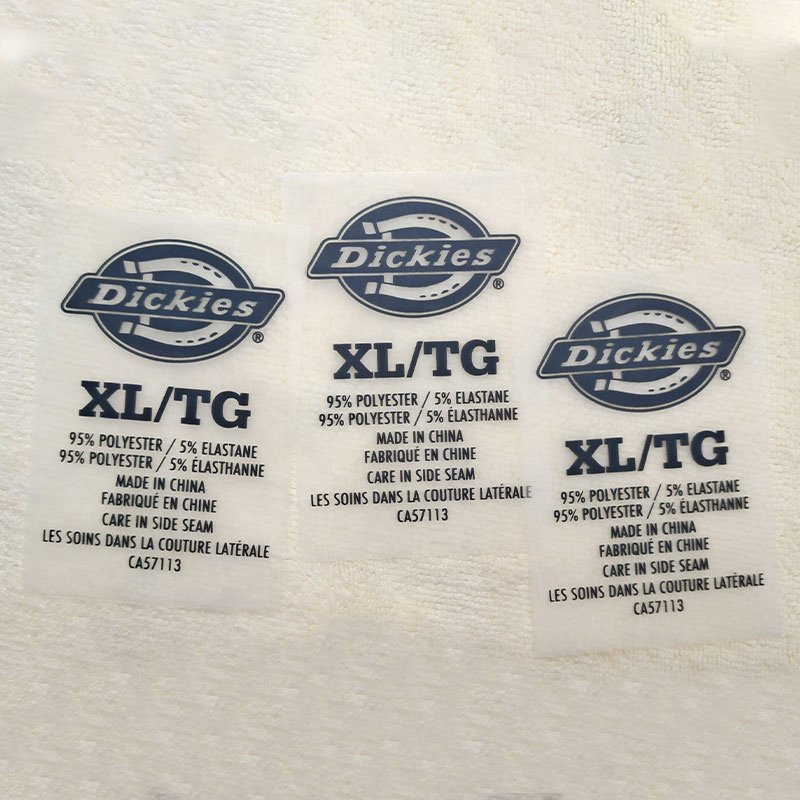 Dickies®
XL/TG
95% POLYESTER / 5% ELASTANE
95% POLYESTER / 5% ÉLASTHANNE
MADE IN CHINA
FABRIQUÉ EN CHINE
CARE IN SIDE SEAM
LES SOINS DANS LA COUTURE LATÉRALE
CA57113
Dickies®
XL/TG
95% POLYESTER / 5% ELASTANE
95% POLYESTER / 5% ÉLASTHANNE
MADE IN CHINA
FABRIQUÉ EN CHINE
CARE IN SIDE SEAM
LES SOINS DANS LA COUTURE LATÉRALE
CA57113
Dickies®
XL/TG
95% POLYESTER / 5% ELASTANE
95% POLYESTER / 5% ÉLASTHANNE
MADE IN CHINA
FABRIQUÉ EN CHINE
CARE IN SIDE SEAM
LES SOINS DANS LA COUTURE LATÉRALE
CA57113